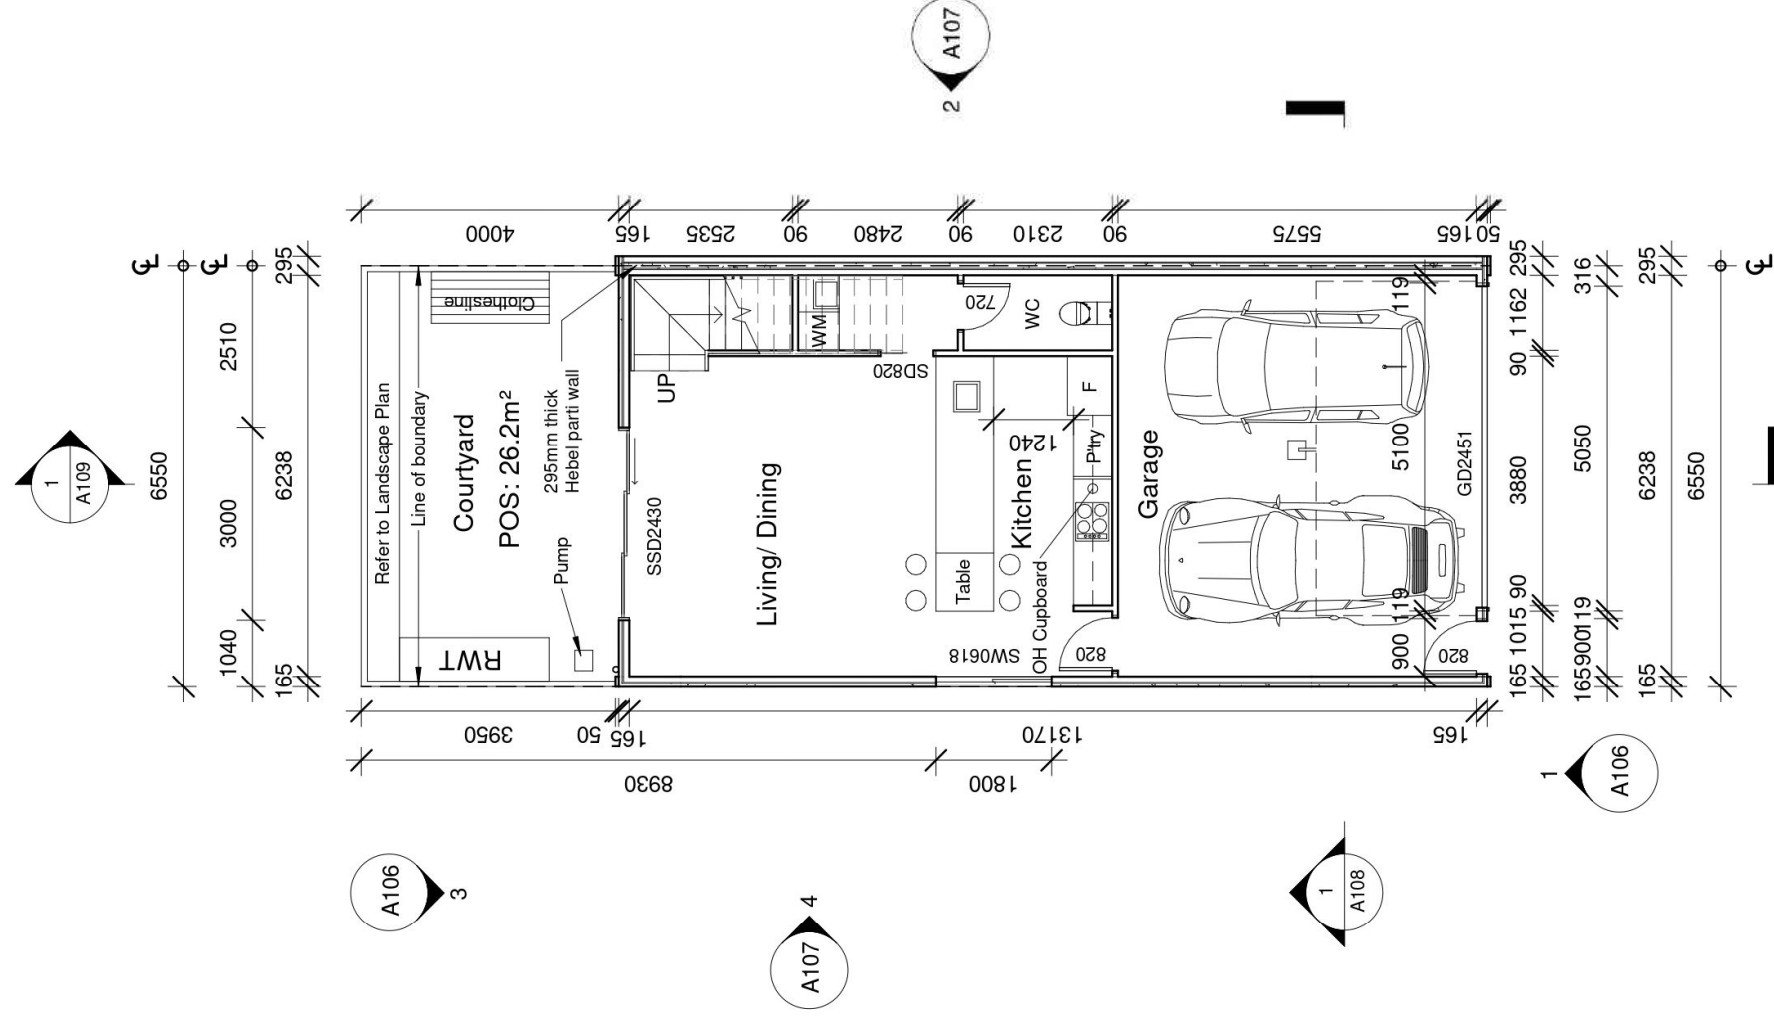 A107
2
1
A109
4000
165
2535
90
2480
90
2310
90
5575
165
50
6550
2510
3000
1040
295
6238
165
Refer to Landscape Plan
Line of boundary
Clothesline
Courtyard
POS: 26.2m²
295mm thick
Hebel parti wall
Pump
RWT
UP
SSD2430
Living/ Dining
WM
SD820
720
WC
F
P'try
1240
Kitchen
Table
OH Cupboard
SW0618
820
Garage
119
5100
119
900
GD2451
820
295
1162
90
3880
90
1015
165
316
5050
119
900
165
295
6238
165
6550
3950
50
165
13170
165
8930
1800
A106
3
A107
4
1
A108
1
A106